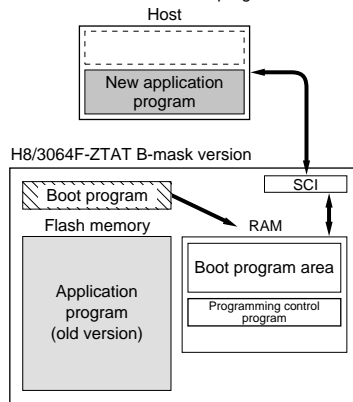 Host
New application
program
H8/3064F-ZTAT B-mask version
SCI
Boot program
Flash memory
RAM
Boot program area
Application
program
(old version)
Programming control
program